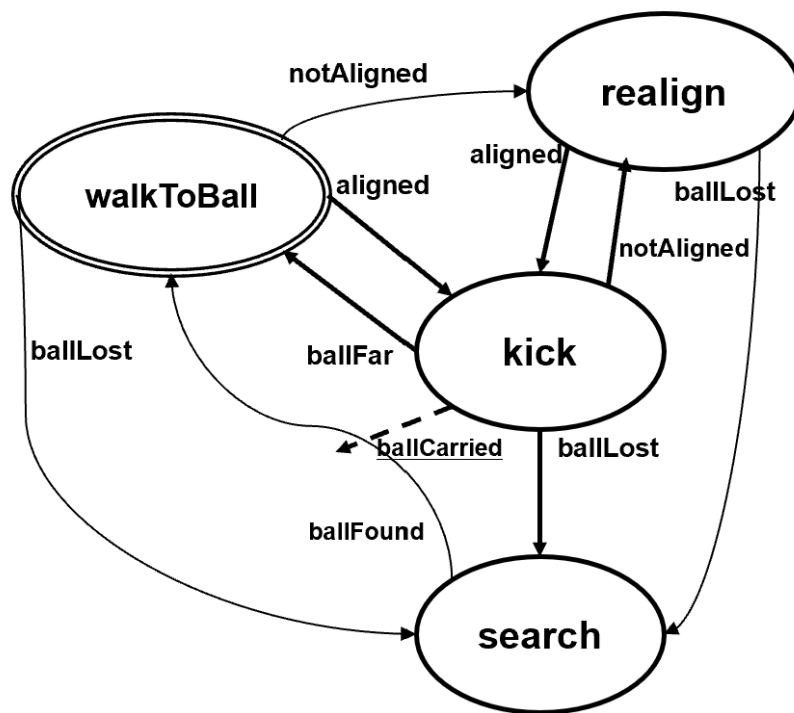 notAligned
realign
aligned
walkToBall
aligned
ballLost
notAligned
ballLost
ballFar
kick
ballCarried
ballLost
ballFound
search